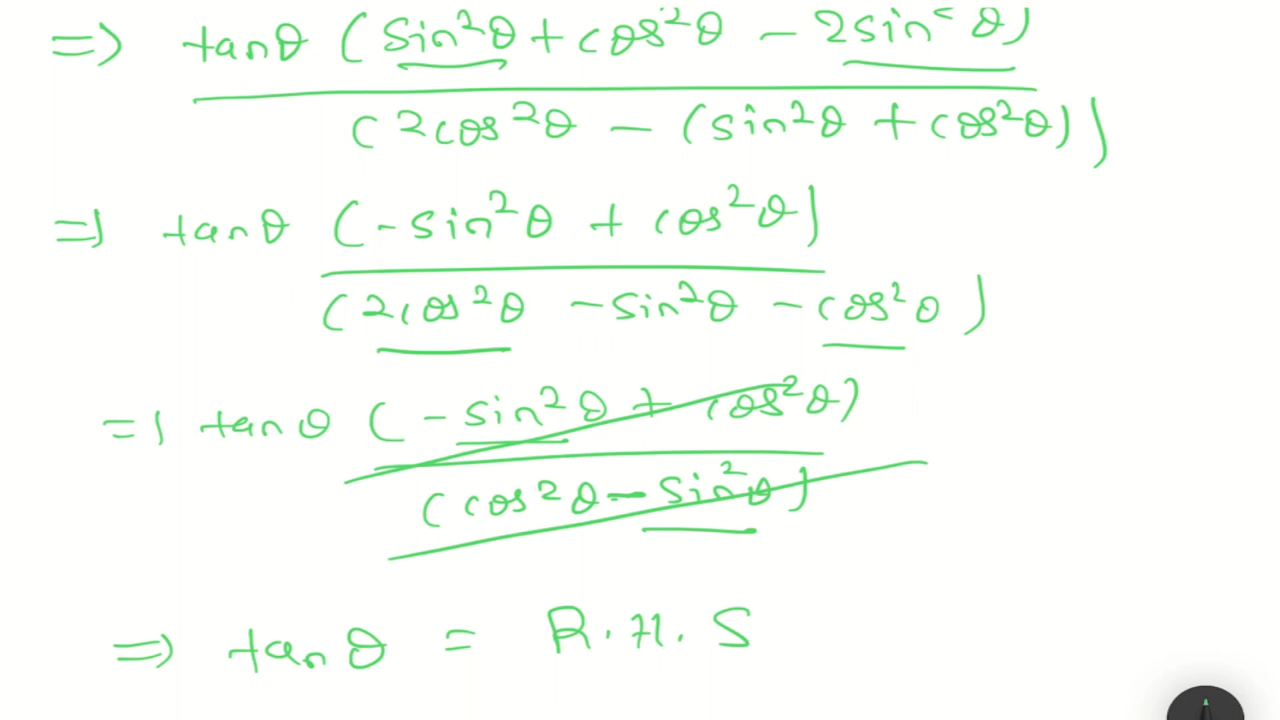 => tanθ (sin²θ + cos²θ - 2sin²θ)
(2cos²θ - (sin²θ + cos²θ))
=> tanθ (-sin²θ + cos²θ)
(2cos²θ - sin²θ - cos²θ)
=> tanθ (-sin²θ + cos²θ)
(cos²θ - sin²θ)
=> tanθ = R.H.S